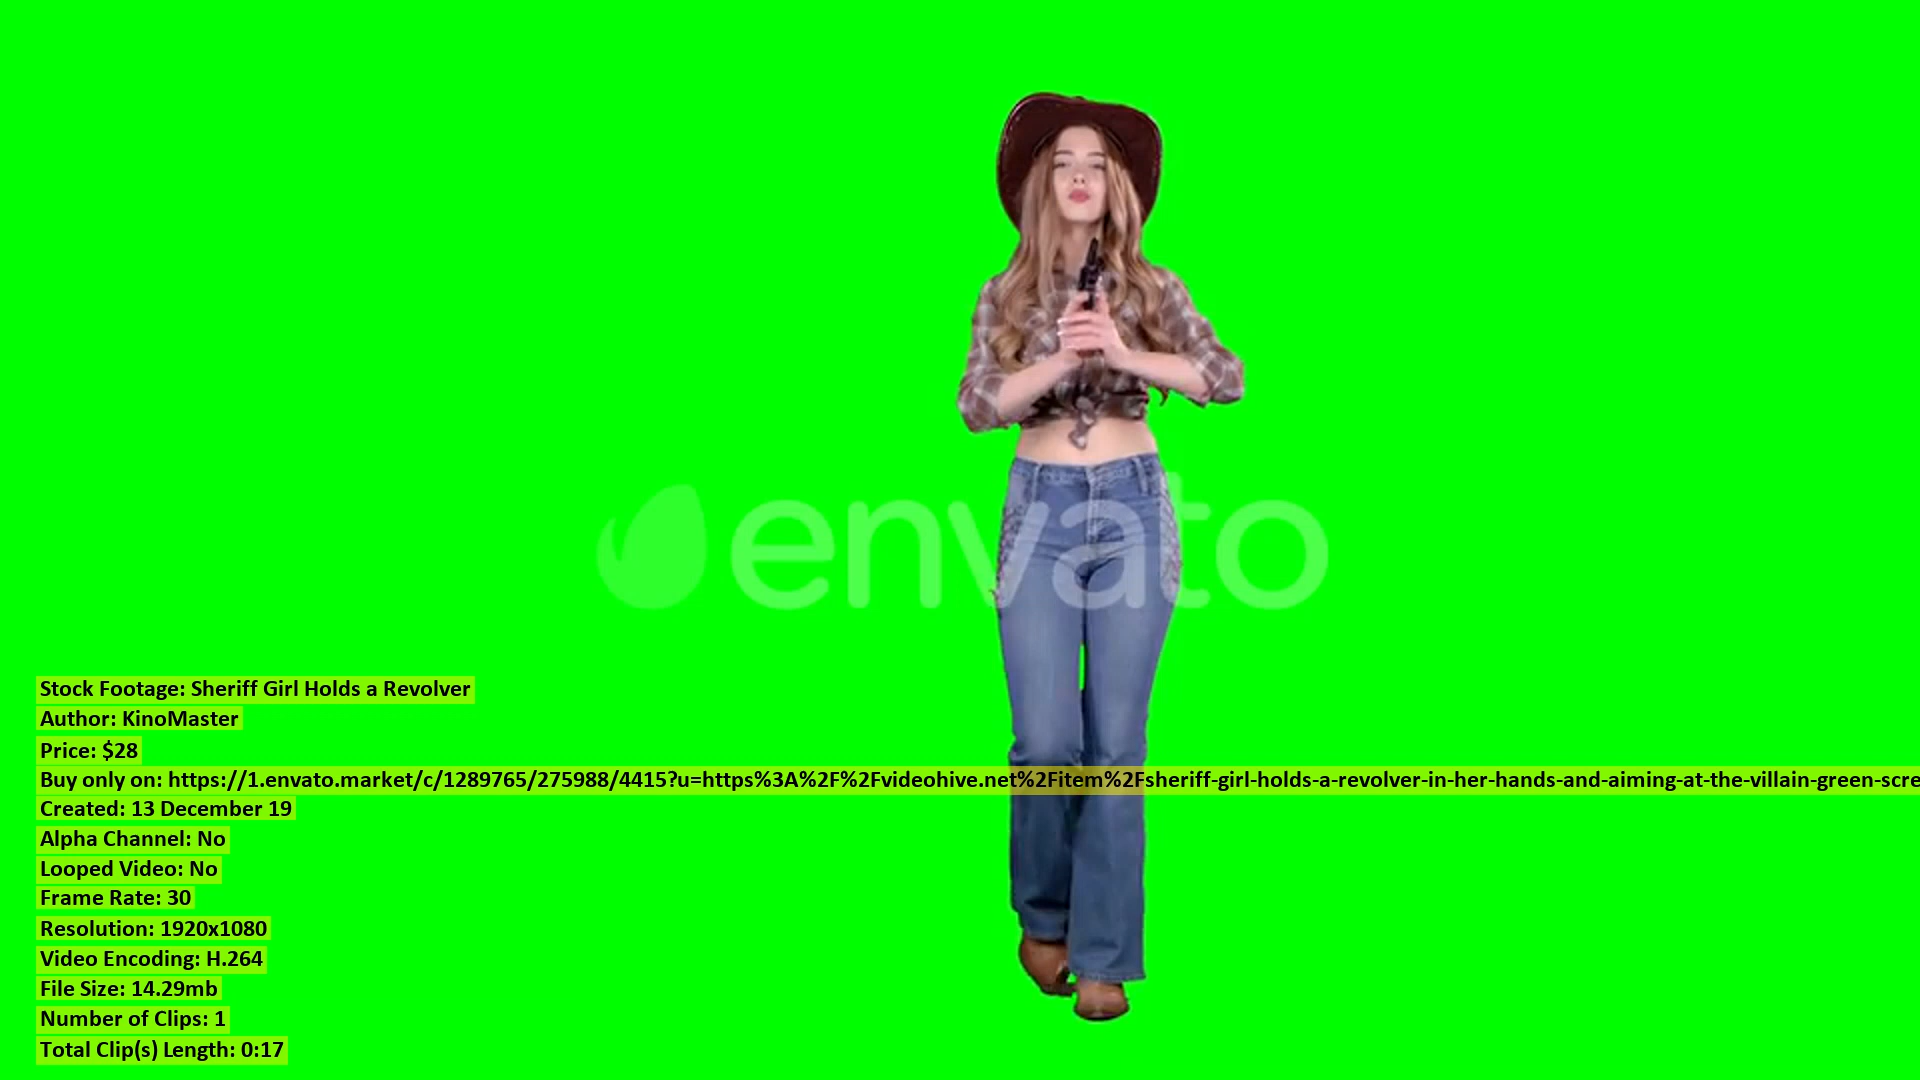 envato
Stock Footage: Sheriff Girl Holds a Revolver
Author: KinoMaster
Price: $28
Buy only on: https://1.envato.market/c/1289765/275988/4415?u=https%3A%2F%2Fvideohive.net%2Fitem%2Fsheriff-girl-holds-a-revolver-in-her-hands-and-aiming-at-the-villain-green-scre
Created: 13 December 19
Alpha Channel: No
Looped Video: No
Frame Rate: 30
Resolution: 1920x1080
Video Encoding: H.264
File Size: 14.29mb
Number of Clips: 1
Total Clip(s) Length: 0:17